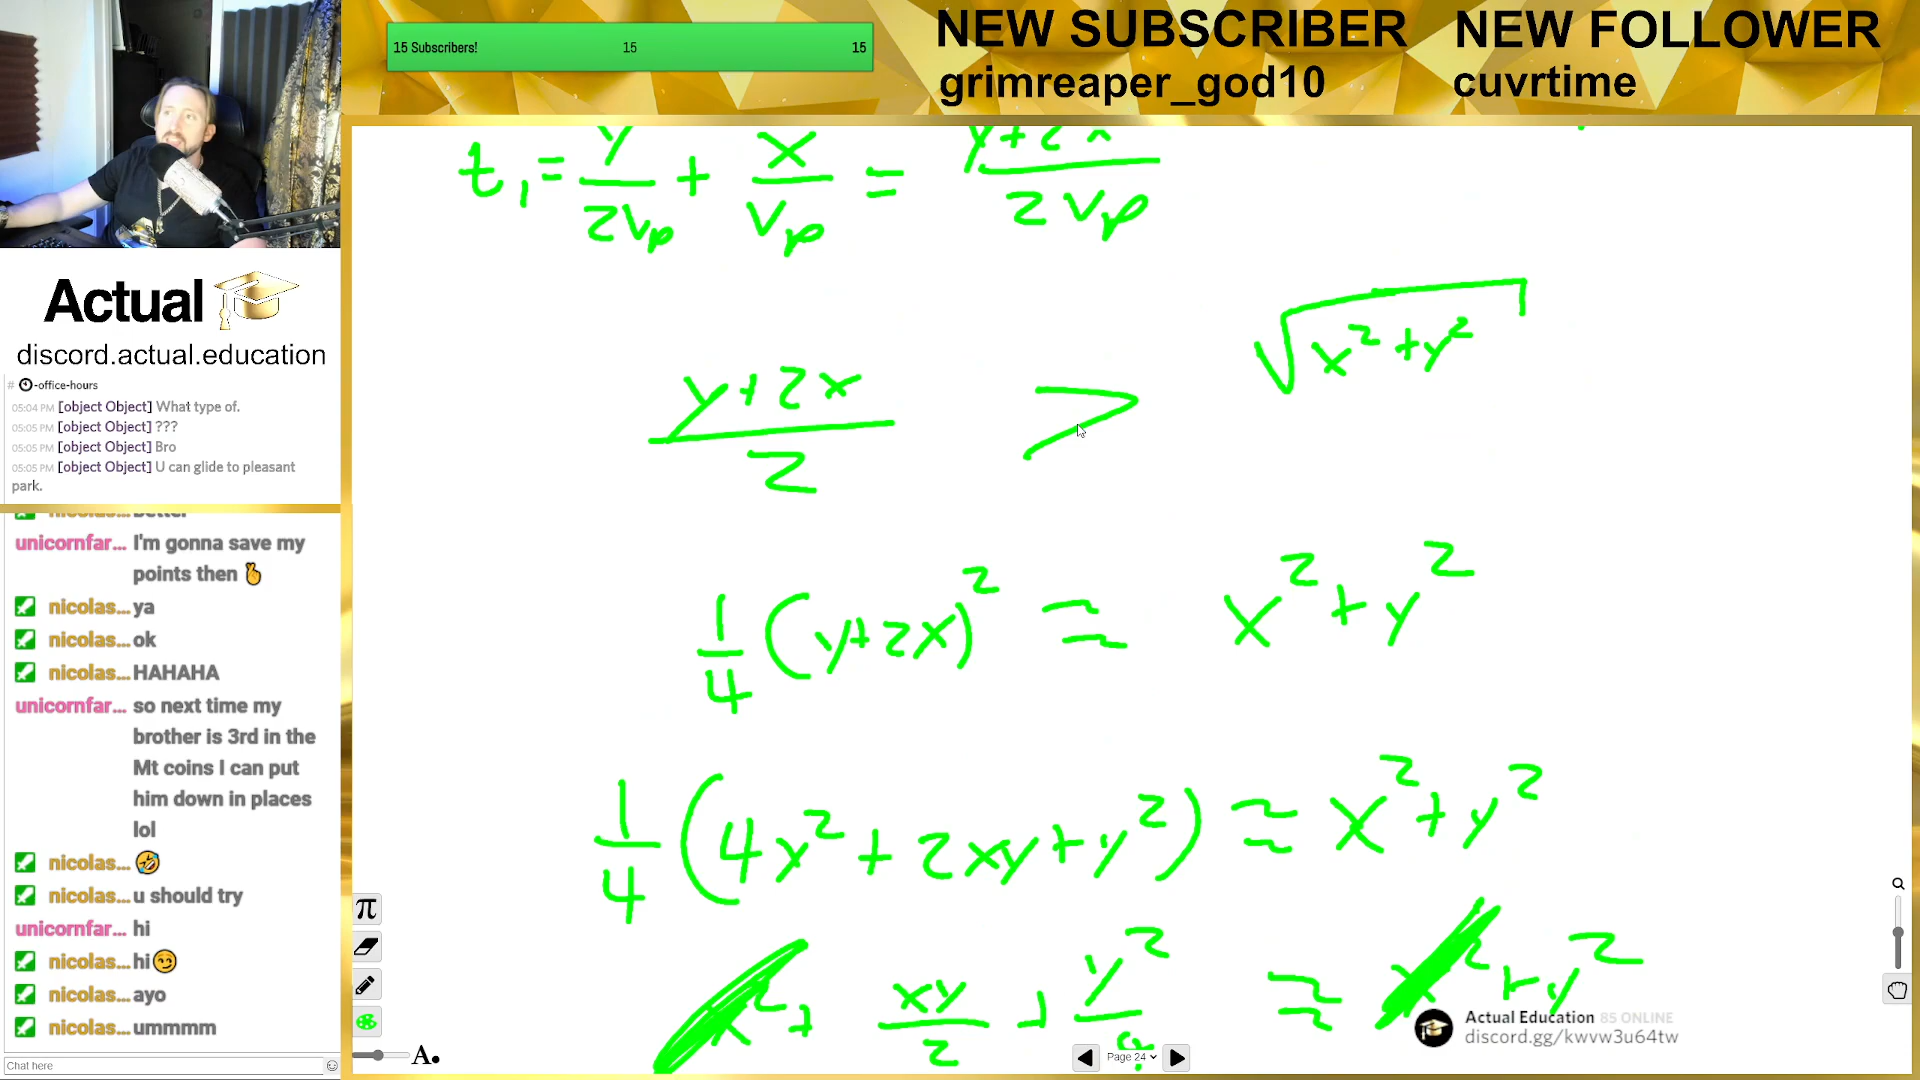 15 Subscribers! 15 15
NEW SUBSCRIBER
grimreaper_god10
NEW FOLLOWER
cuvrtime
Actual
discord.actual.education
# -office-hours
05:04 PM [object Object] What type of.
05:05 PM [object Object] ???
05:05 PM [object Object] Bro
05:05 PM [object Object] U can glide to pleasant
park.
nicolas... better
unicornfar... I'm gonna save my
points then 🫰
nicolas... ya
nicolas... ok
nicolas... HAHAHA
unicornfar... so next time my
brother is 3rd in the
Mt coins I can put
him down in places
lol
nicolas... 🤣
nicolas... u should try
unicornfar... hi
nicolas... hi😏
nicolas... ayo
nicolas... ummmm
Chat here
t₁ = y/2Vp + x/Vp = y+2x/2Vp
y+2x/2 > √x²+y²
1/4 (y+2x)² ≈ x²+y²
1/4 (4x²+2xy+y²) ≈ x²+y²
x²+ xy/2 + y² ≈ x²+y²
π
A.
Page 24
Actual Education 85 ONLINE
discord.gg/kwvw3u64tw